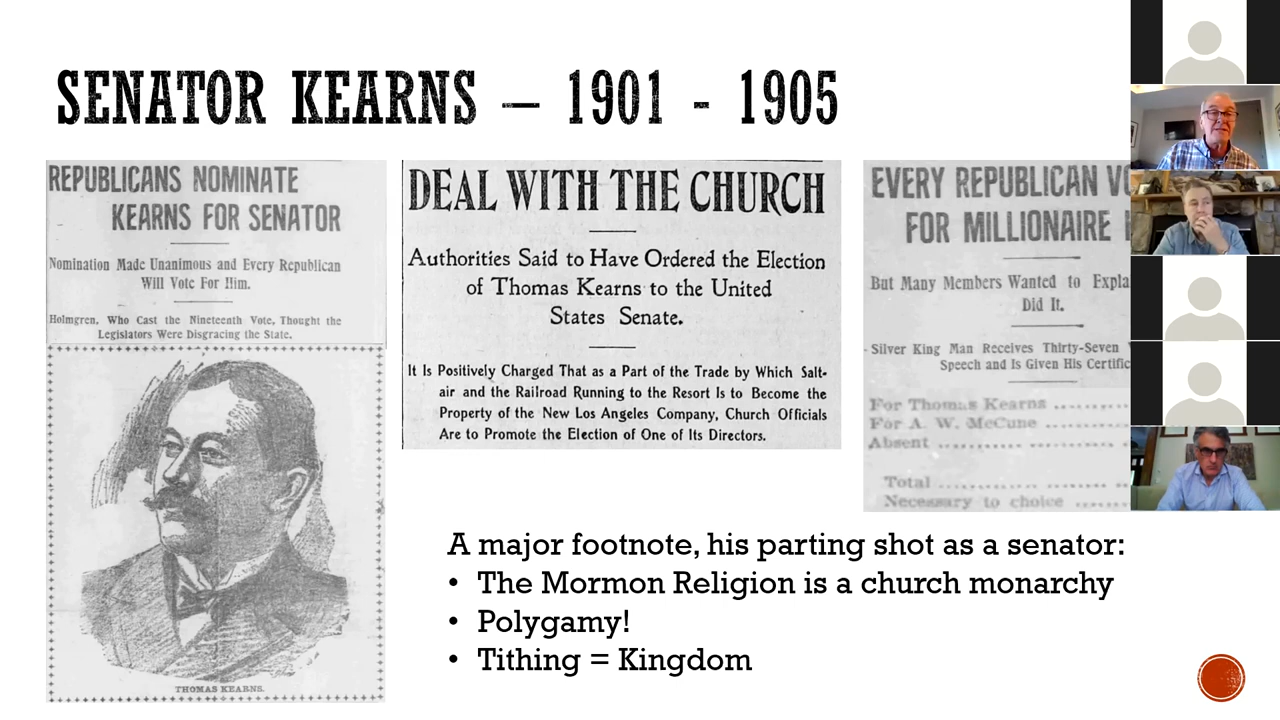 SENATOR KEARNS – 1901 - 1905
REPUBLICANS NOMINATE
KEARNS FOR SENATOR
Nomination Made Unanimous and Every Republican
Will Vote For Him.
Holmgren, Who Cast the Nineteenth Vote, Thought the
Legislators Were Disgracing the State.
THOMAS KEARNS.
DEAL WITH THE CHURCH
Authorities Said to Have Ordered the Election
of Thomas Kearns to the United
States Senate.
It Is Positively Charged That as a Part of the Trade by Which Salt-
air and the Railroad Running to the Resort Is to Become the
Property of the New Los Angeles Company, Church Officials
Are to Promote the Election of One of Its Directors.
EVERY REPUBLICAN
FOR MILLIONAIRE
But Many Members Wanted to
Did It.
Silver King Man Receives Thirty-Seven
Speech and Is Given His
For Thomas Kearns ........
For A. W. McCune ........
Absent ........
Total ........
Necessary to choice ........
A major footnote, his parting shot as a senator:
• The Mormon Religion is a church monarchy
• Polygamy!
• Tithing = Kingdom